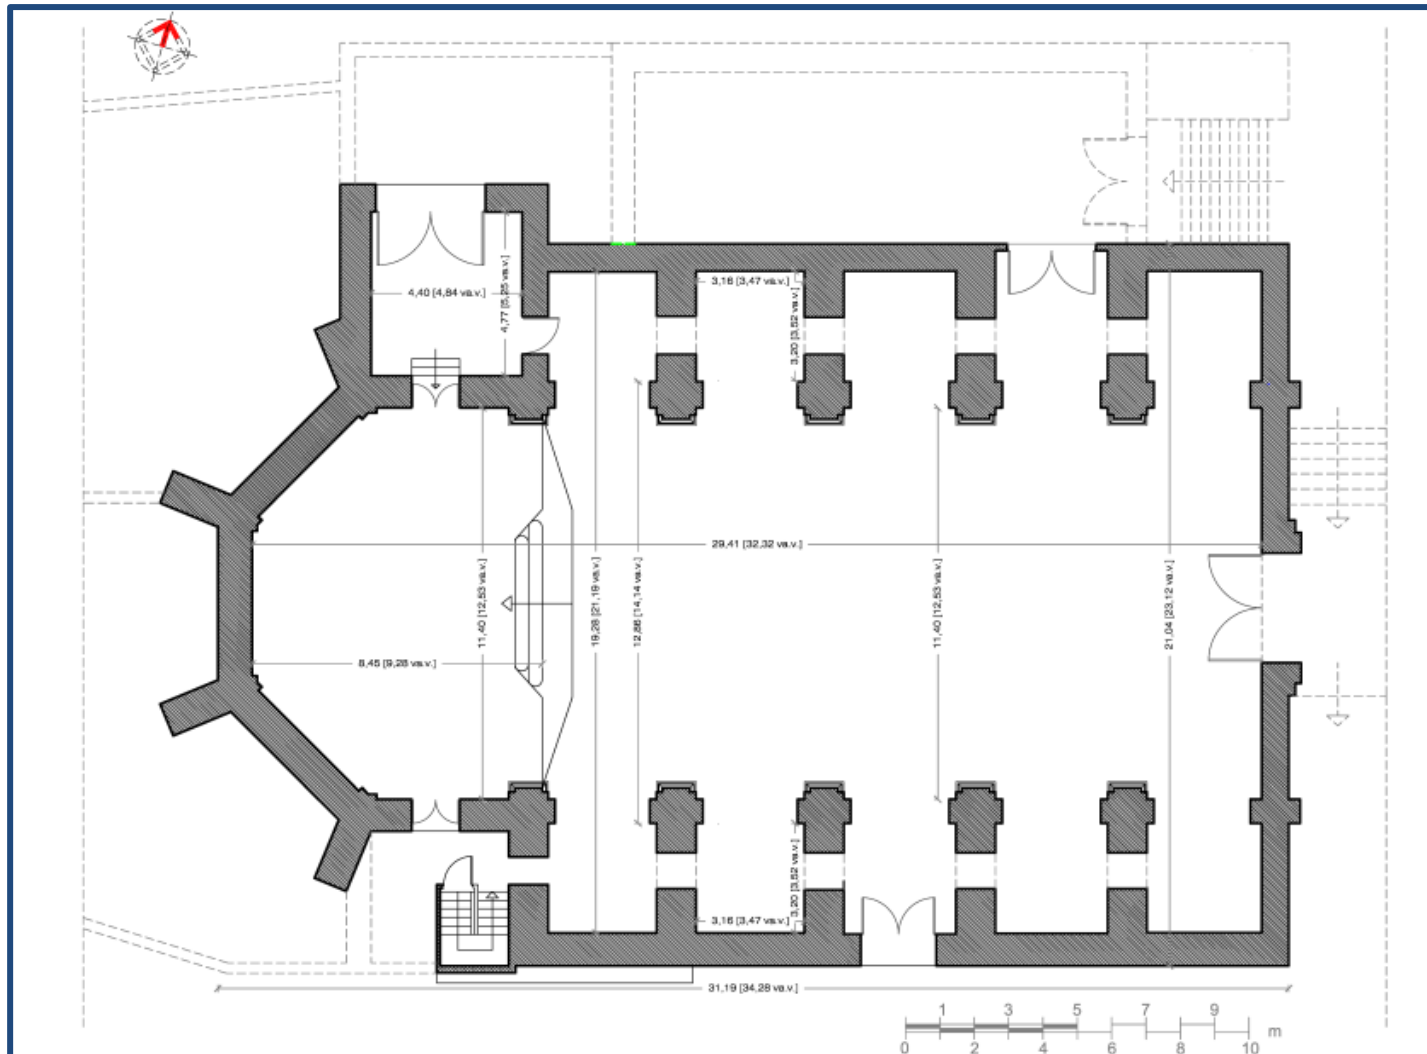 3,16 [3,47 va.v.]
4,40 [4,84 va.v.]
4,77 [5,25 va.v.]
3,20 [3,52 va.v.]
29,41 [32,32 va.v.]
11,40 [12,53 va.v.]
19,28 [21,19 va.v.]
12,86 [14,14 va.v.]
11,40 [12,53 va.v.]
21,04 [23,12 va.v.]
8,45 [9,28 va.v.]
3,20 [3,52 va.v.]
3,16 [3,47 va.v.]
31,19 [34,28 va.v.]
1 3 5 7 9
0 2 4 6 8 10 m